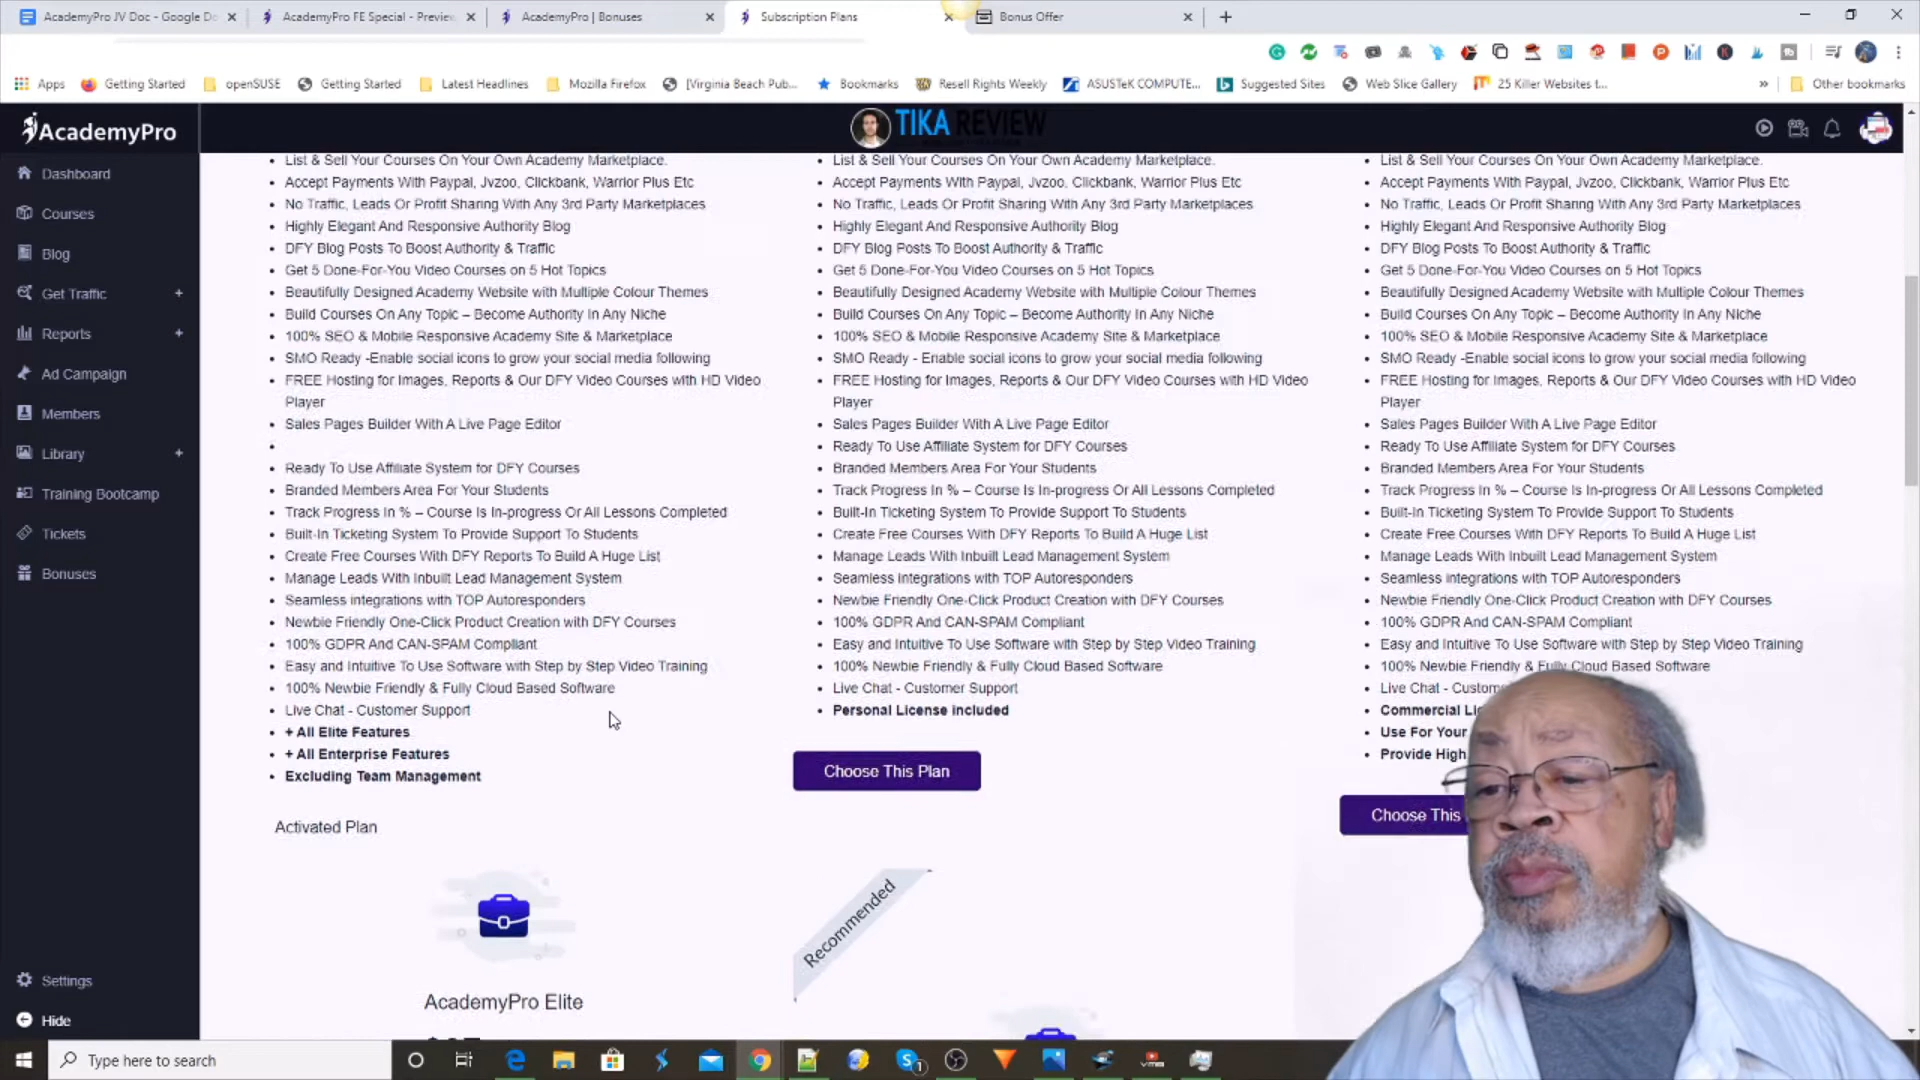 AcademyPro JV Doc - Google Do
AcademyPro FE Special - Preview
AcademyPro | Bonuses
Subscription Plans
Bonus Offer
Apps
Getting Started
openSUSE
Getting Started
Latest Headlines
Mozilla Firefox
[Virginia Beach Pub...
Bookmarks
Resell Rights Weekly
ASUSTeK COMPUTE...
Suggested Sites
Web Slice Gallery
25 Killer Websites t...
»
Other bookmarks
AcademyPro
TIKA REVIEW
Dashboard
Courses
Blog
Get Traffic +
Reports +
Ad Campaign
Members
Library +
Training Bootcamp
Tickets
Bonuses
Settings
Hide
List & Sell Your Courses On Your Own Academy Marketplace.
Accept Payments With Paypal, Jvzoo, Clickbank, Warrior Plus Etc
No Traffic, Leads Or Profit Sharing With Any 3rd Party Marketplaces
Highly Elegant And Responsive Authority Blog
DFY Blog Posts To Boost Authority & Traffic
Get 5 Done-For-You Video Courses on 5 Hot Topics
Beautifully Designed Academy Website with Multiple Colour Themes
Build Courses On Any Topic – Become Authority In Any Niche
100% SEO & Mobile Responsive Academy Site & Marketplace
SMO Ready -Enable social icons to grow your social media following
FREE Hosting for Images, Reports & Our DFY Video Courses with HD Video
Player
Sales Pages Builder With A Live Page Editor
Ready To Use Affiliate System for DFY Courses
Branded Members Area For Your Students
Track Progress In % – Course Is In-progress Or All Lessons Completed
Built-In Ticketing System To Provide Support To Students
Create Free Courses With DFY Reports To Build A Huge List
Manage Leads With Inbuilt Lead Management System
Seamless integrations with TOP Autoresponders
Newbie Friendly One-Click Product Creation with DFY Courses
100% GDPR And CAN-SPAM Compliant
Easy and Intuitive To Use Software with Step by Step Video Training
100% Newbie Friendly & Fully Cloud Based Software
Live Chat - Customer Support
+ All Elite Features
+ All Enterprise Features
Excluding Team Management
Activated Plan
AcademyPro Elite
List & Sell Your Courses On Your Own Academy Marketplace.
Accept Payments With Paypal, Jvzoo, Clickbank, Warrior Plus Etc
No Traffic, Leads Or Profit Sharing With Any 3rd Party Marketplaces
Highly Elegant And Responsive Authority Blog
DFY Blog Posts To Boost Authority & Traffic
Get 5 Done-For-You Video Courses on 5 Hot Topics
Beautifully Designed Academy Website with Multiple Colour Themes
Build Courses On Any Topic – Become Authority In Any Niche
100% SEO & Mobile Responsive Academy Site & Marketplace
SMO Ready - Enable social icons to grow your social media following
FREE Hosting for Images, Reports & Our DFY Video Courses with HD Video
Player
Sales Pages Builder With A Live Page Editor
Ready To Use Affiliate System for DFY Courses
Branded Members Area For Your Students
Track Progress In % – Course Is In-progress Or All Lessons Completed
Built-In Ticketing System To Provide Support To Students
Create Free Courses With DFY Reports To Build A Huge List
Manage Leads With Inbuilt Lead Management System
Seamless integrations with TOP Autoresponders
Newbie Friendly One-Click Product Creation with DFY Courses
100% GDPR And CAN-SPAM Compliant
Easy and Intuitive To Use Software with Step by Step Video Training
100% Newbie Friendly & Fully Cloud Based Software
Live Chat - Customer Support
Personal License included
Choose This Plan
Recommended
List & Sell Your Courses On Your Own Academy Marketplace.
Accept Payments With Paypal, Jvzoo, Clickbank, Warrior Plus Etc
No Traffic, Leads Or Profit Sharing With Any 3rd Party Marketplaces
Highly Elegant And Responsive Authority Blog
DFY Blog Posts To Boost Authority & Traffic
Get 5 Done-For-You Video Courses on 5 Hot Topics
Beautifully Designed Academy Website with Multiple Colour Themes
Build Courses On Any Topic – Become Authority In Any Niche
100% SEO & Mobile Responsive Academy Site & Marketplace
SMO Ready -Enable social icons to grow your social media following
FREE Hosting for Images, Reports & Our DFY Video Courses with HD Video
Player
Sales Pages Builder With A Live Page Editor
Ready To Use Affiliate System for DFY Courses
Branded Members Area For Your Students
Track Progress In % – Course Is In-progress Or All Lessons Completed
Built-In Ticketing System To Provide Support To Students
Create Free Courses With DFY Reports To Build A Huge List
Manage Leads With Inbuilt Lead Management System
Seamless integrations with TOP Autoresponders
Newbie Friendly One-Click Product Creation with DFY Courses
100% GDPR And CAN-SPAM Compliant
Easy and Intuitive To Use Software with Step by Step Video Training
100% Newbie Friendly & Fully Cloud Based Software
Live Chat - Custom
Commercial Li
Use For Your
Provide High
Choose This
Type here to search